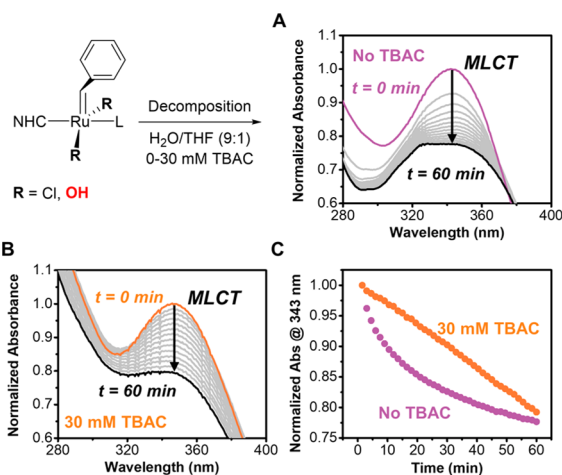 NHC
Ru
L
R
R
Decomposition
H₂O/THF (9:1)
0-30 mM TBAC
R = Cl, OH
A
No TBAC
t = 0 min
MLCT
t = 60 min
Normalized Absorbance
1.1
1.0
0.9
0.8
0.7
0.6
280 320 360 400
Wavelength (nm)
B
t = 0 min
MLCT
t = 60 min
30 mM TBAC
Normalized Absorbance
1.1
1.0
0.9
0.8
0.7
0.6
280 320 360 400
Wavelength (nm)
C
30 mM TBAC
No TBAC
Normalized Abs @ 343 nm
1.00
0.95
0.90
0.85
0.80
0.75
0 10 20 30 40 50 60
Time (min)